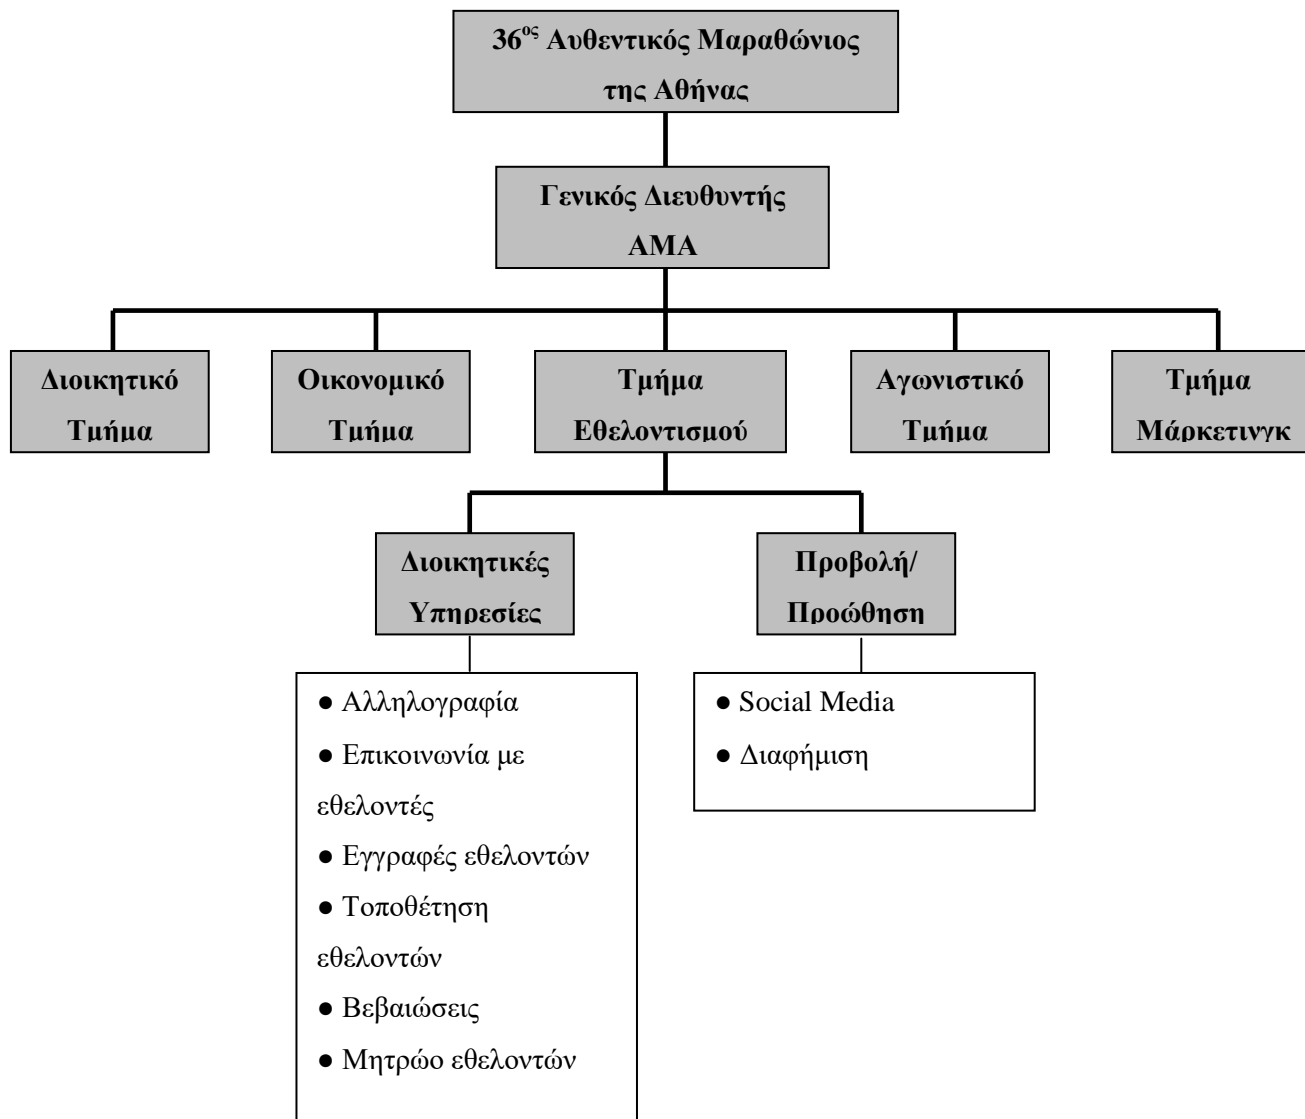 36ος Αυθεντικός Μαραθώνιος
της Αθήνας
Γενικός Διευθυντής
ΑΜΑ
Διοικητικό
Τμήμα
Οικονομικό
Τμήμα
Τμήμα
Εθελοντισμού
Αγωνιστικό
Τμήμα
Τμήμα
Μάρκετινγκ
Διοικητικές
Υπηρεσίες
Προβολή/
Προώθηση
● Αλληλογραφία
● Επικοινωνία με
εθελοντές
● Εγγραφές εθελοντών
● Τοποθέτηση
εθελοντών
● Βεβαιώσεις
● Μητρώο εθελοντών
● Social Media
● Διαφήμιση